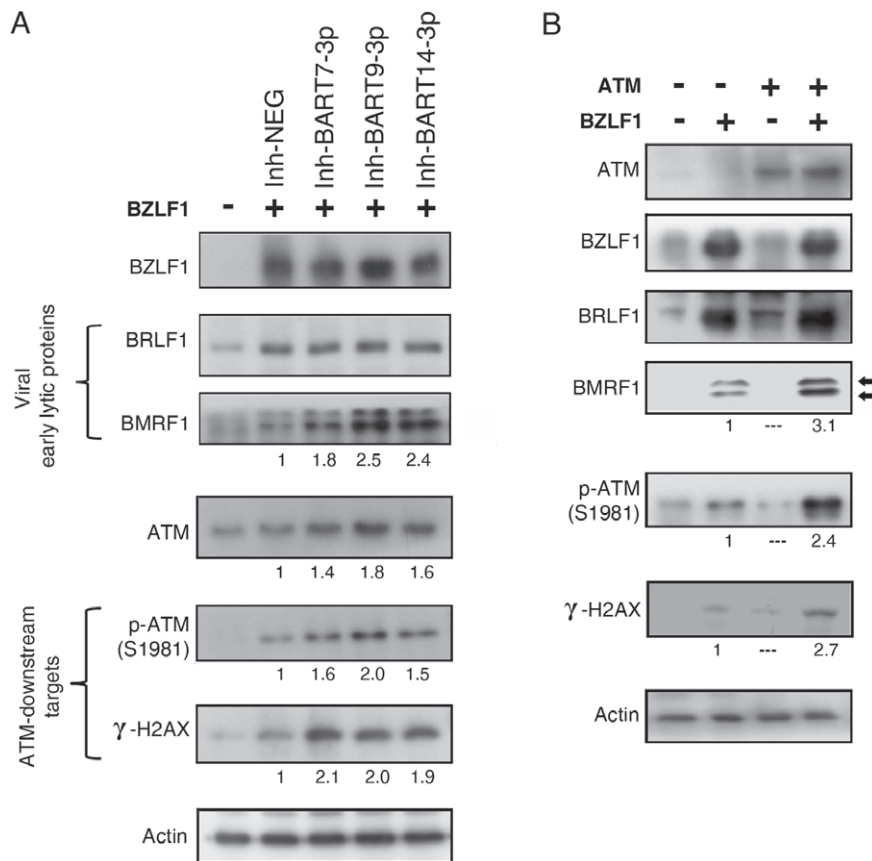 A
Inh-NEG
Inh-BART7-3p
Inh-BART9-3p
Inh-BART14-3p
BZLF1 - + + + +
BZLF1
Viral
early lytic proteins
BRLF1
BMRF1
1 1.8 2.5 2.4
ATM
1 1.4 1.8 1.6
ATM-downstream
targets
p-ATM
(S1981)
1 1.6 2.0 1.5
γ-H2AX
1 2.1 2.0 1.9
Actin
B
ATM - - + +
BZLF1 - + - +
ATM
BZLF1
BRLF1
BMRF1
1 --- 3.1
p-ATM
(S1981)
1 --- 2.4
γ-H2AX
1 --- 2.7
Actin